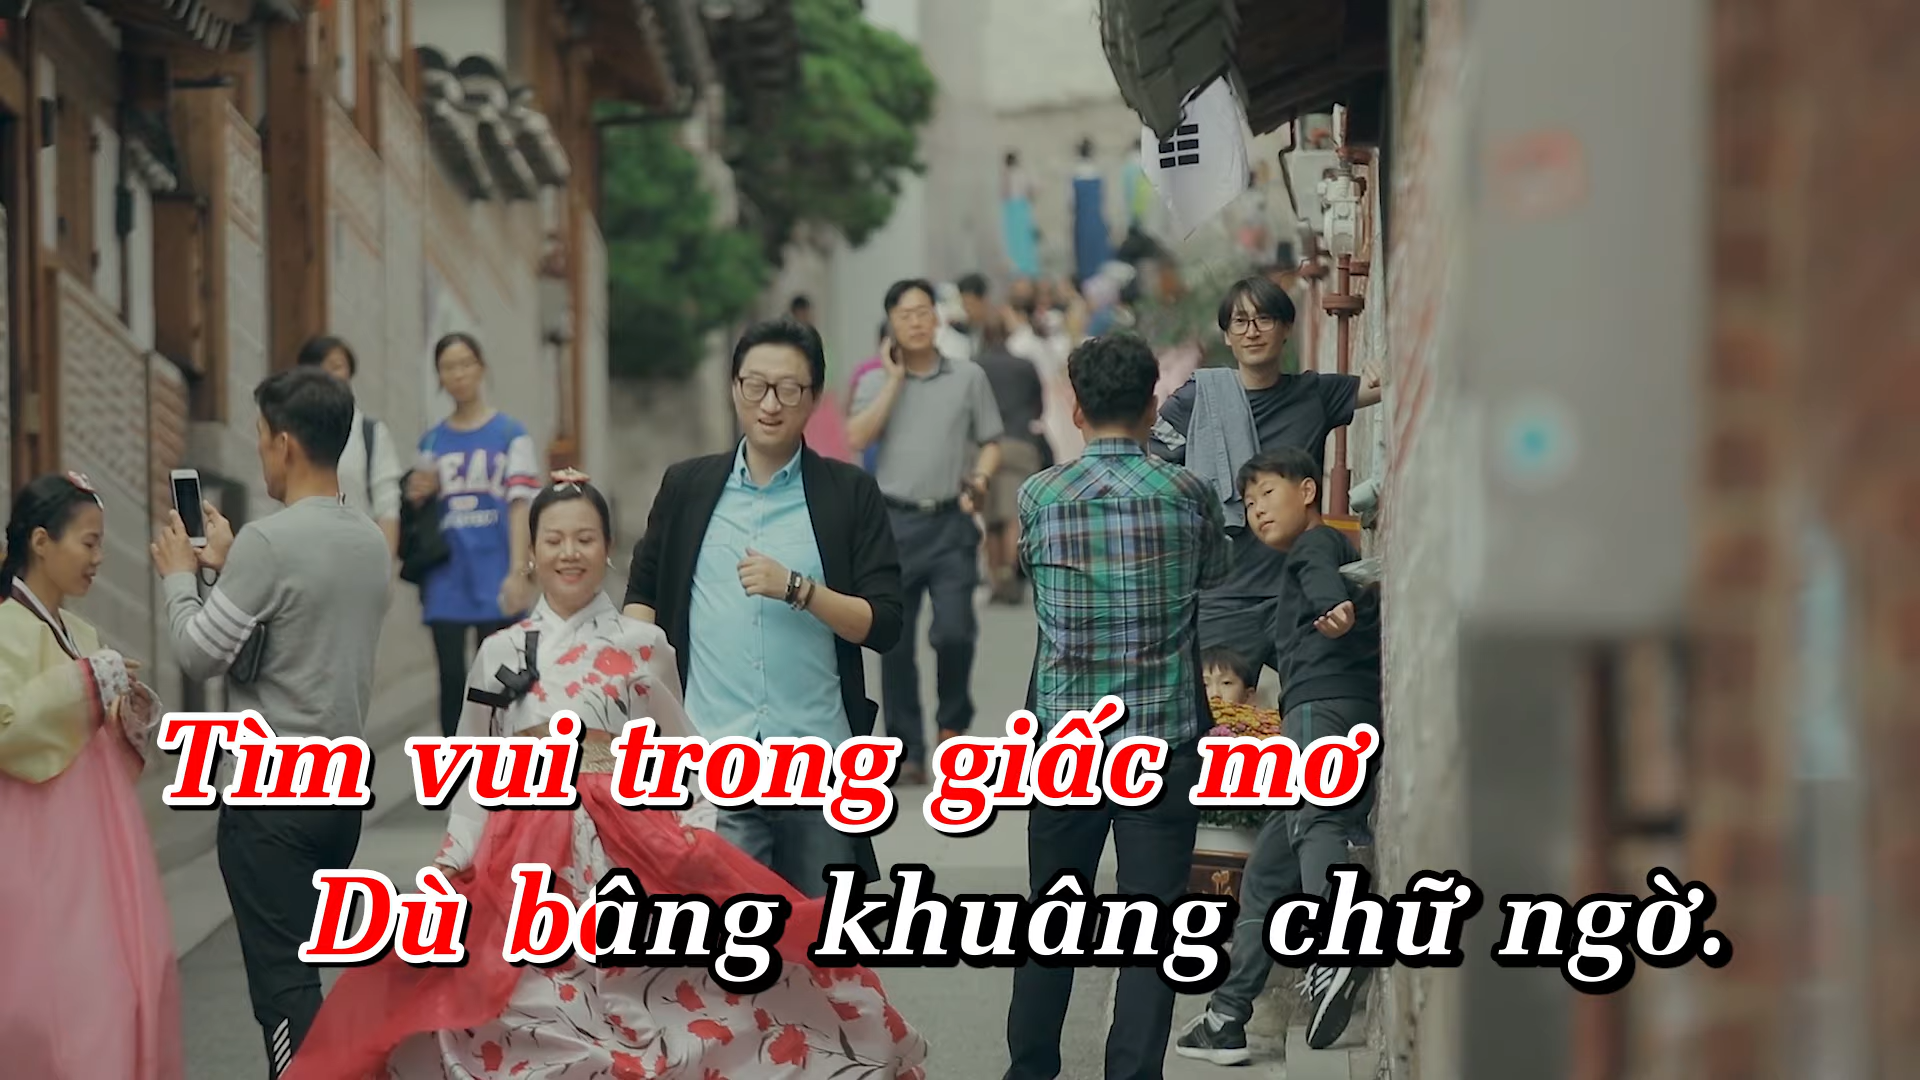 Tìm vui trong giấc mơ
Dù bâng khuâng chữ ngờ.